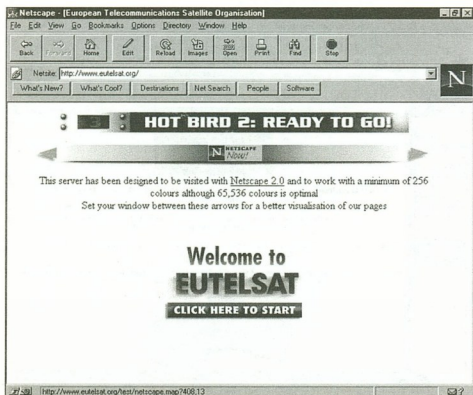 Netscape - [European Telecommunications Satellite Organisation]
File Edit View Go Bookmarks Options Directory Window Help
Back Forward Home Edit Reload Images Open Print Find Stop
Netsite: http://www.eutelsat.org/
What's New? What's Cool? Destinations Net Search People Software
N
3 HOT BIRD 2: READY TO GO!
N NETSCAPE
Now!
This server has been designed to be visited with Netscape 2.0 and to work with a minimum of 256
colours although 65,536 colours is optimal
Set your window between these arrows for a better visualisation of our pages
Welcome to
EUTELSAT
CLICK HERE TO START
http://www.eutelsat.org/test/netscape.map?408,13